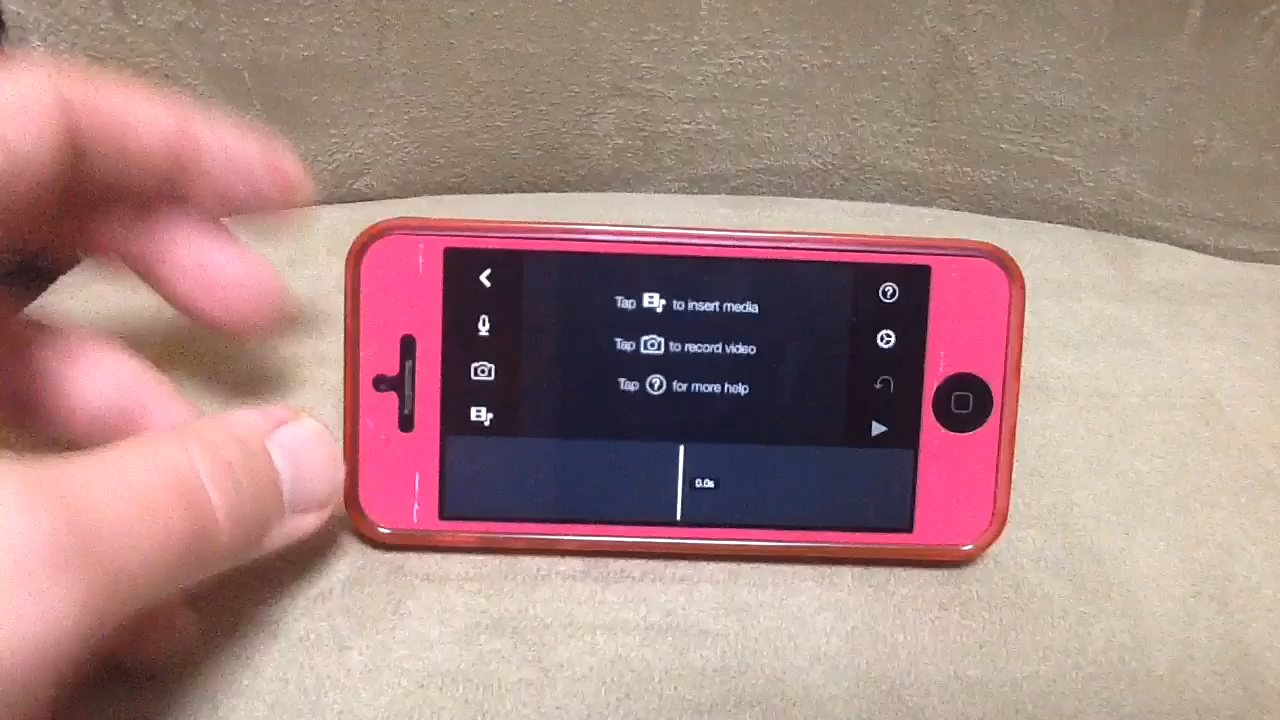 Tap to insert media
Tap to record video
Tap ? for more help
0.0s